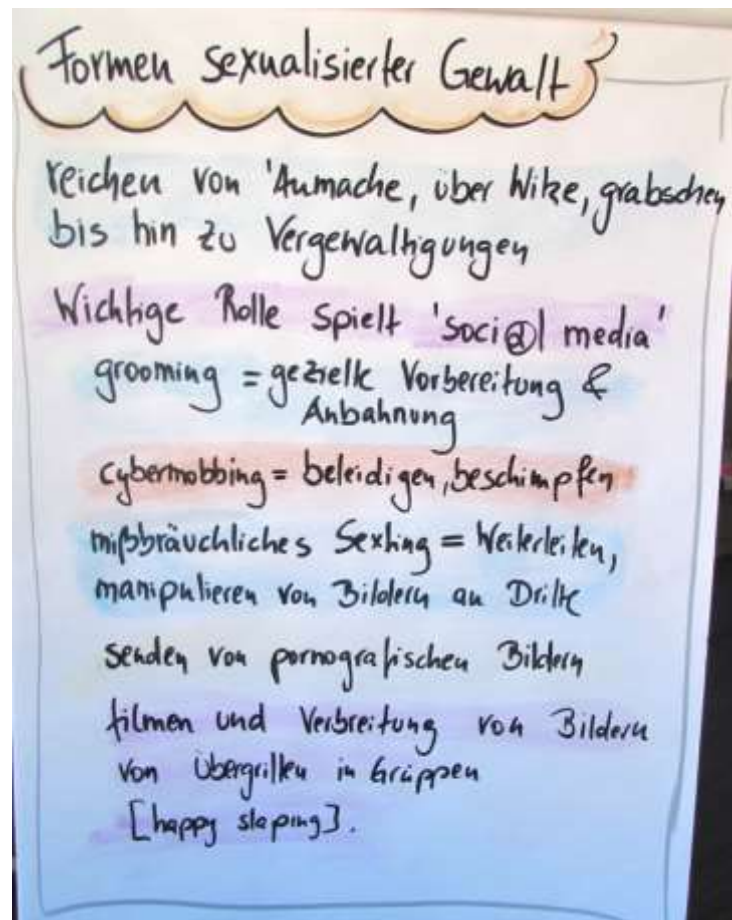 Formen sexualisierter Gewalt
reichen von 'Anmache, über Witze, grabschen
bis hin zu Vergewaltigungen
Wichtige Rolle spielt 'soci@l media'
grooming = gezielte Vorbereitung &
Anbahnung
cybermobbing = beleidigen, beschimpfen
mißbräuchliches Sexting = Weiterleiten,
manipulieren von Bildern an Dritte
senden von pornografischen Bildern
filmen und Verbreitung von Bildern
von Übergriffen in Gruppen
[happy slaping].